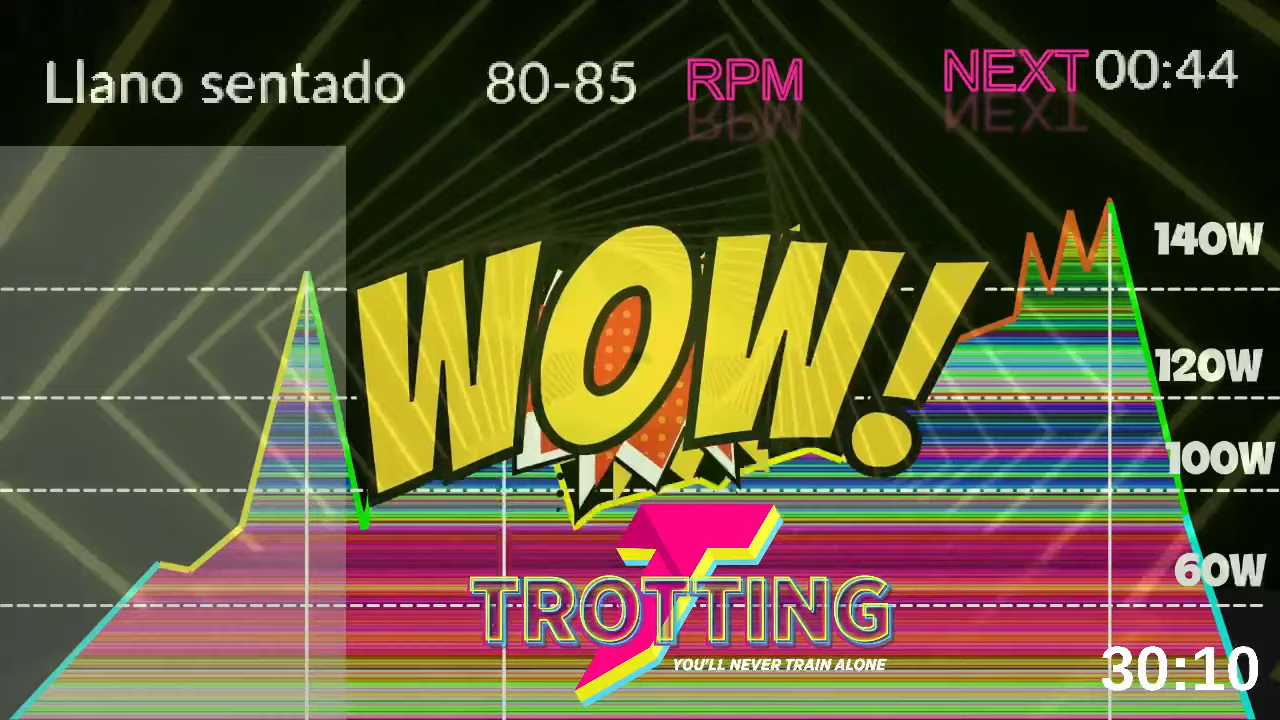 Llano sentado 80-85 RPM NEXT 00:44
WOW!
140W
120W
100W
60W
TROTTING
YOU'LL NEVER TRAIN ALONE
30:10